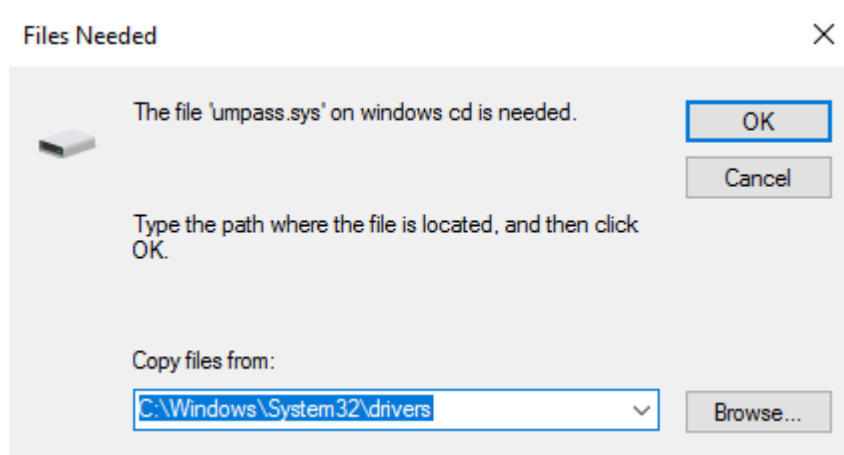 Files Needed
The file 'umpass.sys' on windows cd is needed.
OK
Cancel
Type the path where the file is located, and then click
OK.
Copy files from:
C:\Windows\System32\drivers
Browse...